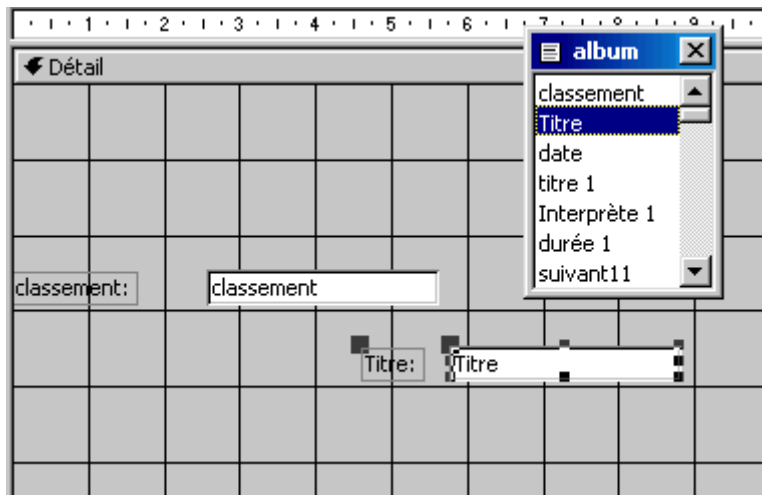 1 2 3 4 5 6 7 8 9
album
Détail
classement
Titre
date
titre 1
Interprète 1
durée 1
suivant11
classement:
classement
Titre:
Titre